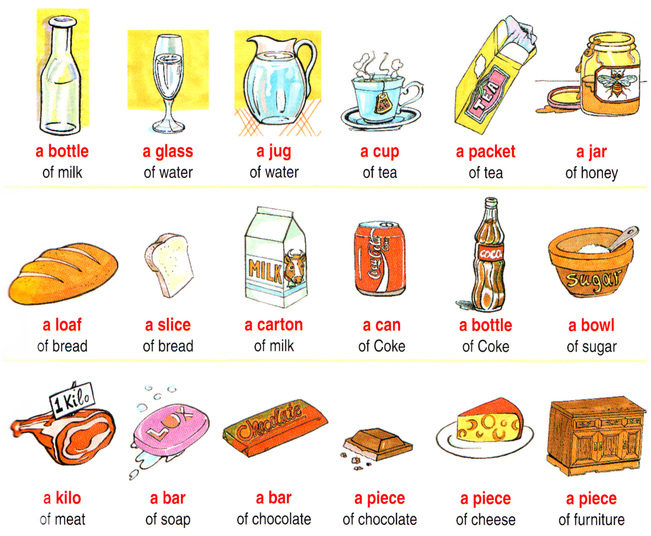 TEA
a bottle
of milk
a glass
of water
a jug
of water
a cup
of tea
a packet
of tea
a jar
of honey
MILK
Coca-Cola
COCA
sugar
a loaf
of bread
a slice
of bread
a carton
of milk
a can
of Coke
a bottle
of Coke
a bowl
of sugar
1 Kilo
LUX
Chocolate
a kilo
of meat
a bar
of soap
a bar
of chocolate
a piece
of chocolate
a piece
of cheese
a piece
of furniture